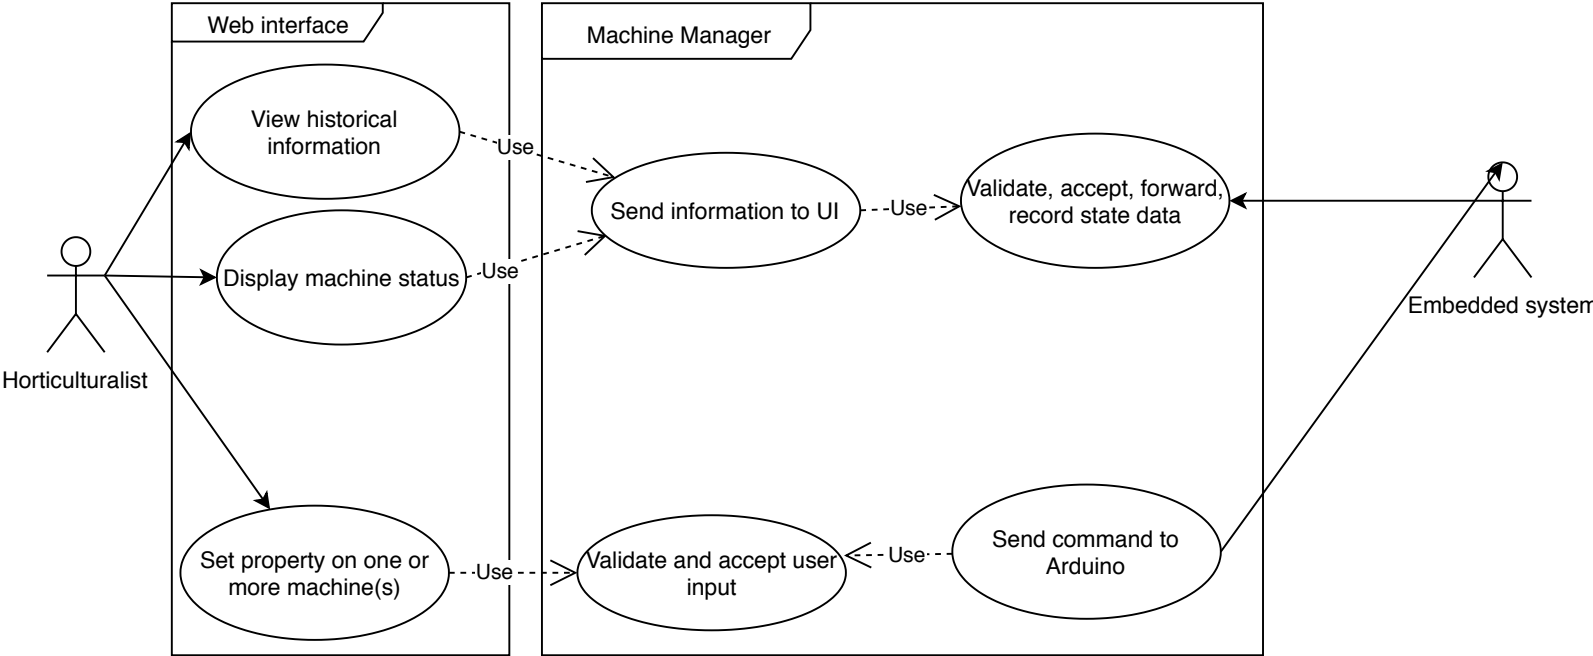 Web interface
Machine Manager
View historical
information
Use
Send information to UI
Use
Validate, accept, forward,
record state data
Display machine status
Use
Horticulturalist
Embedded system
Set property on one or
more machine(s)
Use
Validate and accept user
input
Use
Send command to
Arduino